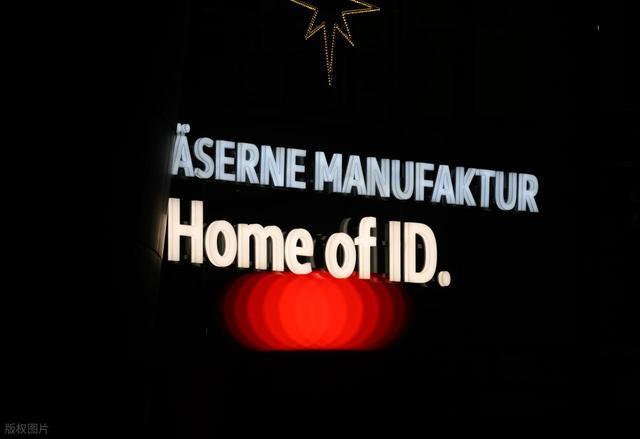 ÄSERNE MANUFAKTUR
Home of ID.
版权图片